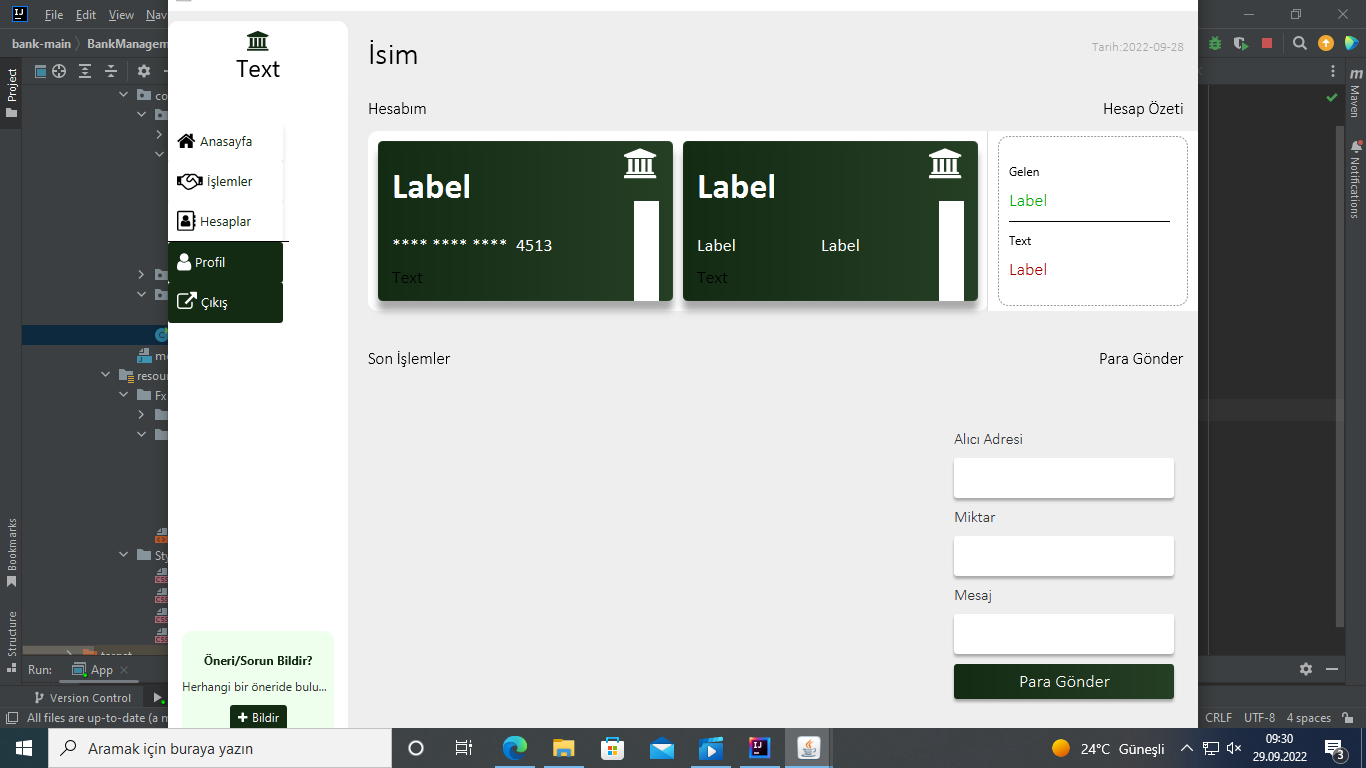 File Edit View Nav
bank-main
BankManagem
Project
co
mo
resour
Fx
Sty
target
Bookmarks
Structure
Maven
Notifications
Text
Anasayfa
İşlemler
Hesaplar
Profil
Çıkış
Öneri/Sorun Bildir?
Herhangi bir öneride bulu...
Bildir
İsim
Tarih:2022-09-28
Hesabım
Hesap Özeti
Label
**** **** **** 4513
Text
Label
Label Label
Text
Gelen
Label
Text
Label
Son İşlemler
Para Gönder
Alıcı Adresi
Miktar
Mesaj
Para Gönder
Run: App
Version Control
All files are up-to-date (a m
CRLF UTF-8 4 spaces
Aramak için buraya yazın
24°C Güneşli
09:30
29.09.2022
3